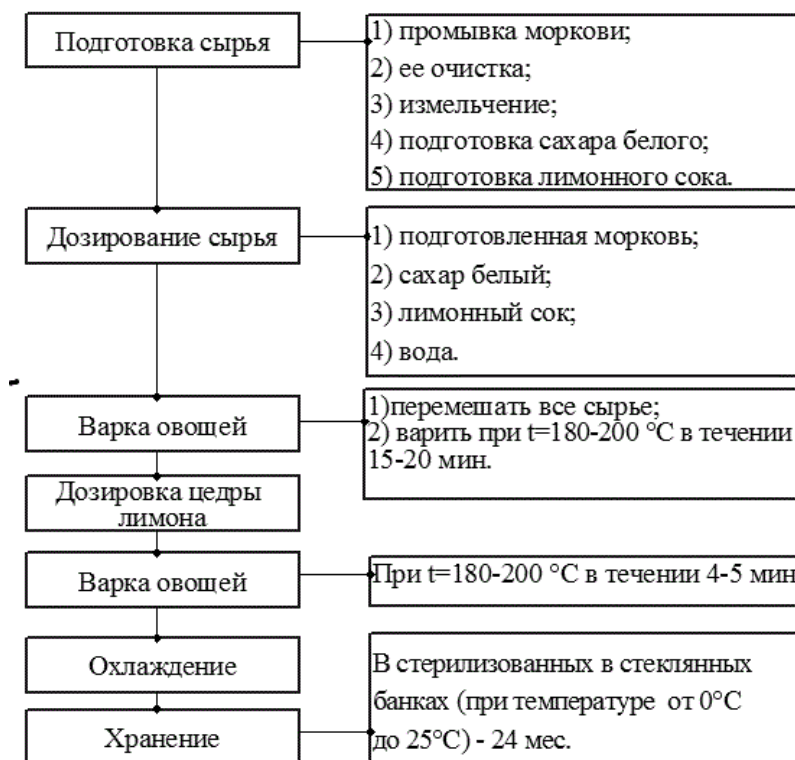 Подготовка сырья
1) промывка моркови;
2) ее очистка;
3) измельчение;
4) подготовка сахара белого;
5) подготовка лимонного сока.
Дозирование сырья
1) подготовленная морковь;
2) сахар белый;
3) лимонный сок;
4) вода.
Варка овощей
1)перемешать все сырье;
2) варить при t=180-200 °C в течении
15-20 мин.
Дозировка цедры
лимона
Варка овощей
При t=180-200 °C в течении 4-5 мин
Охлаждение
Хранение
В стерилизованных в стеклянных
банках (при температуре от 0°C
до 25°C) - 24 мес.